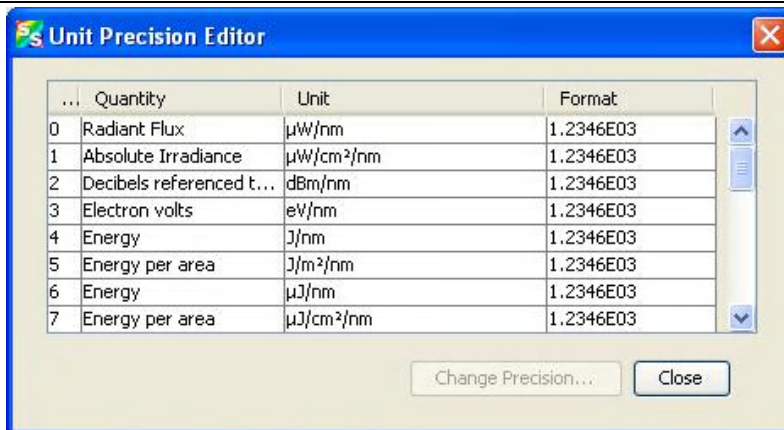 SS Unit Precision Editor
... Quantity Unit Format
0 Radiant Flux µW/nm 1.2346E03
1 Absolute Irradiance µW/cm²/nm 1.2346E03
2 Decibels referenced t... dBm/nm 1.2346E03
3 Electron volts eV/nm 1.2346E03
4 Energy J/nm 1.2346E03
5 Energy per area J/m²/nm 1.2346E03
6 Energy µJ/nm 1.2346E03
7 Energy per area µJ/cm²/nm 1.2346E03
Change Precision... Close